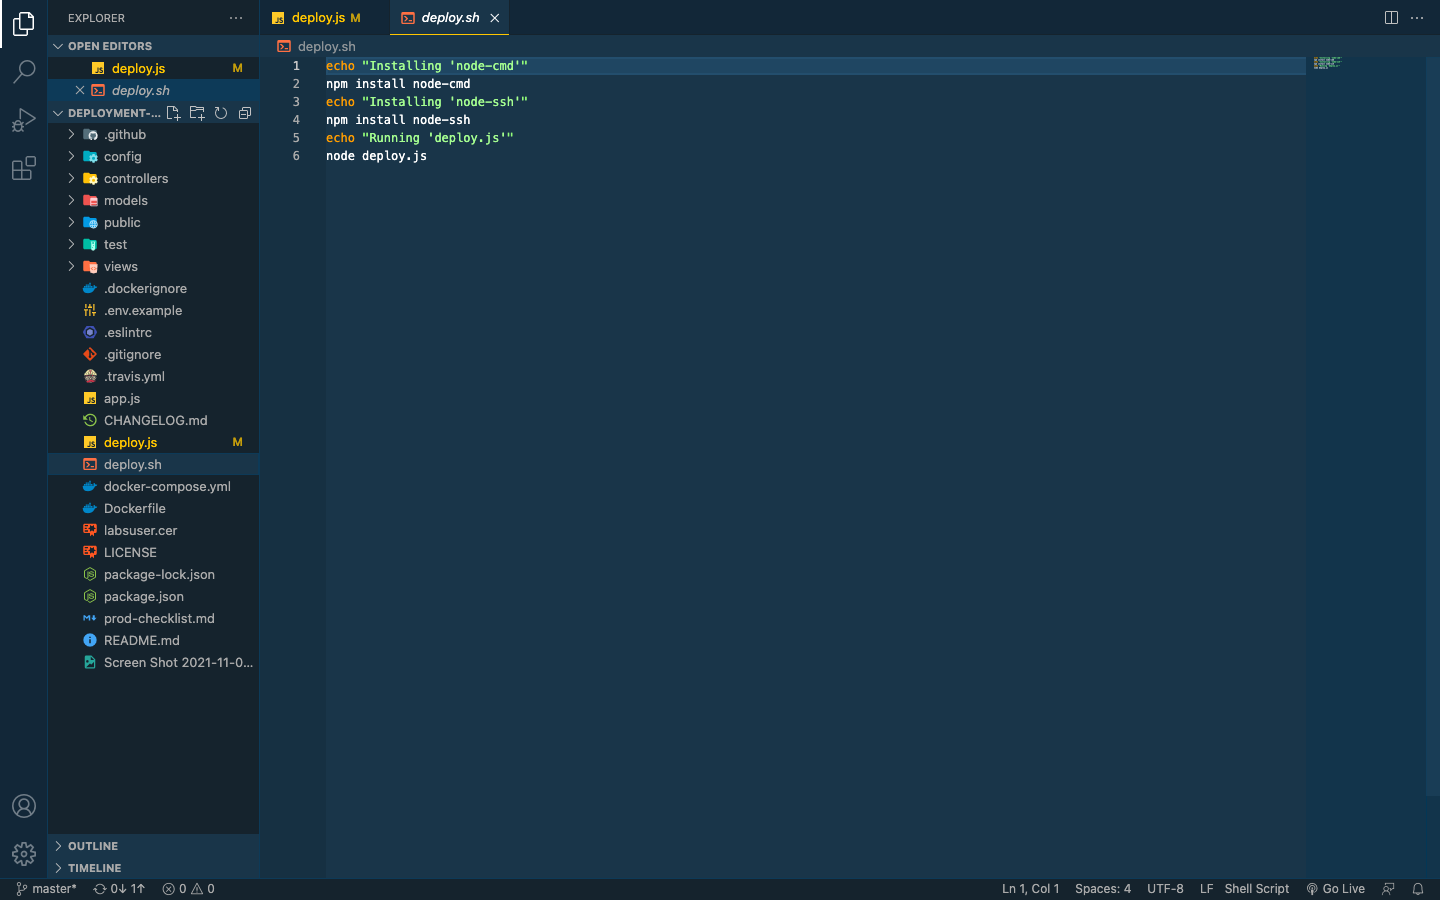 EXPLORER
deploy.js M
deploy.sh
OPEN EDITORS
deploy.js M
deploy.sh
DEPLOYMENT-...
.github
config
controllers
models
public
test
views
.dockerignore
.env.example
.eslintrc
.gitignore
.travis.yml
app.js
CHANGELOG.md
deploy.js M
deploy.sh
docker-compose.yml
Dockerfile
labsuser.cer
LICENSE
package-lock.json
package.json
prod-checklist.md
README.md
Screen Shot 2021-11-0...
OUTLINE
TIMELINE
deploy.sh
1 echo "Installing 'node-cmd'"
2 npm install node-cmd
3 echo "Installing 'node-ssh'"
4 npm install node-ssh
5 echo "Running 'deploy.js'"
6 node deploy.js
master* 0↓ 1↑ 0 0 Ln 1, Col 1 Spaces: 4 UTF-8 LF Shell Script Go Live